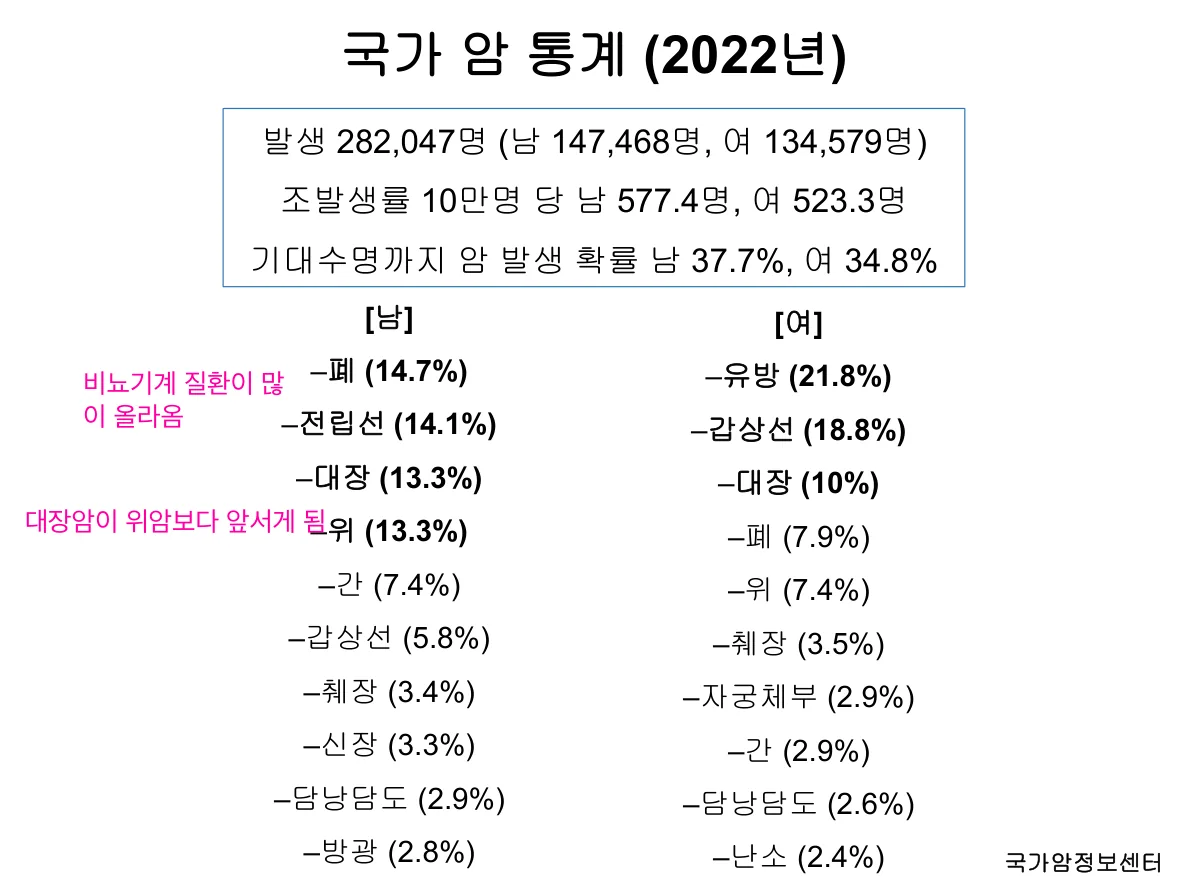 국가 암 통계 (2022년)
발생 282,047명 (남 147,468명, 여 134,579명)
조발생률 10만명 당 남 577.4명, 여 523.3명
기대수명까지 암 발생 확률 남 37.7%, 여 34.8%
[남]
–폐 (14.7%)
–전립선 (14.1%)
–대장 (13.3%)
–위 (13.3%)
–간 (7.4%)
–갑상선 (5.8%)
–췌장 (3.4%)
–신장 (3.3%)
–담낭담도 (2.9%)
–방광 (2.8%)
비뇨기계 질환이 많
이 올라옴
대장암이 위암보다 앞서게 됨
[여]
–유방 (21.8%)
–갑상선 (18.8%)
–대장 (10%)
–폐 (7.9%)
–위 (7.4%)
–췌장 (3.5%)
–자궁체부 (2.9%)
–간 (2.9%)
–담낭담도 (2.6%)
–난소 (2.4%)
국가암정보센터